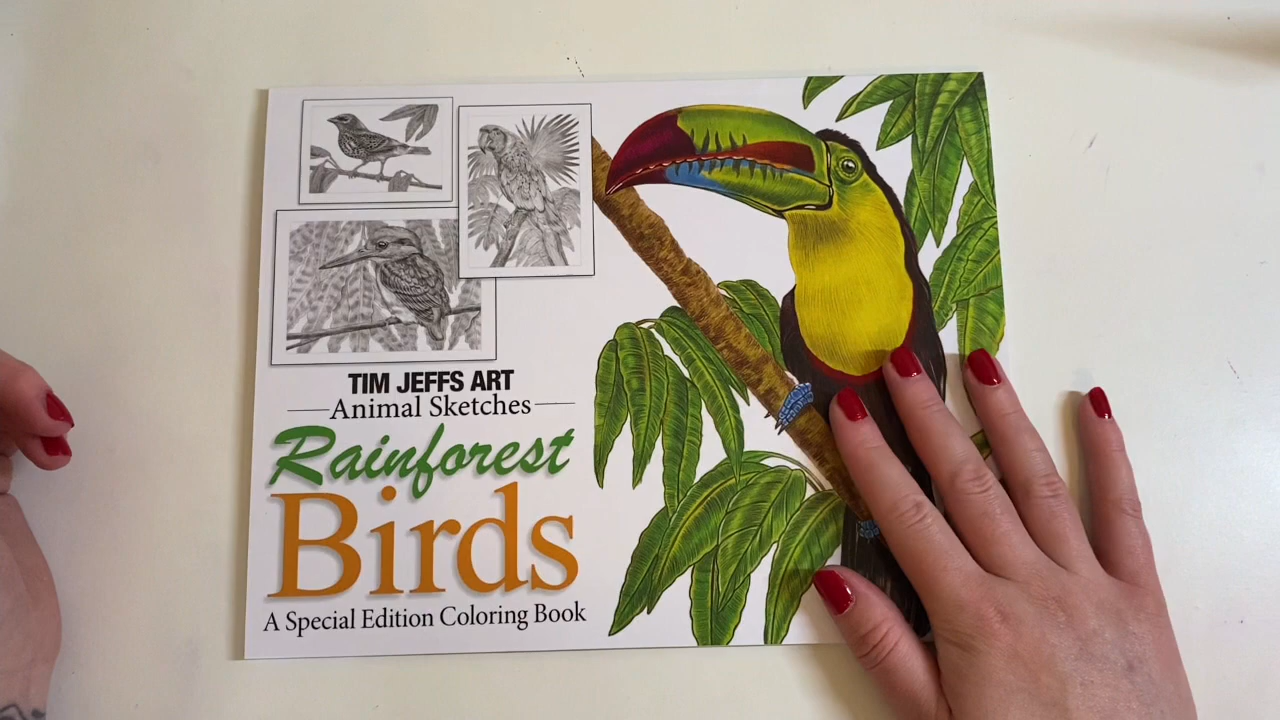 TIM JEFFS ART
Animal Sketches
Rainforest
Birds
A Special Edition Coloring Book